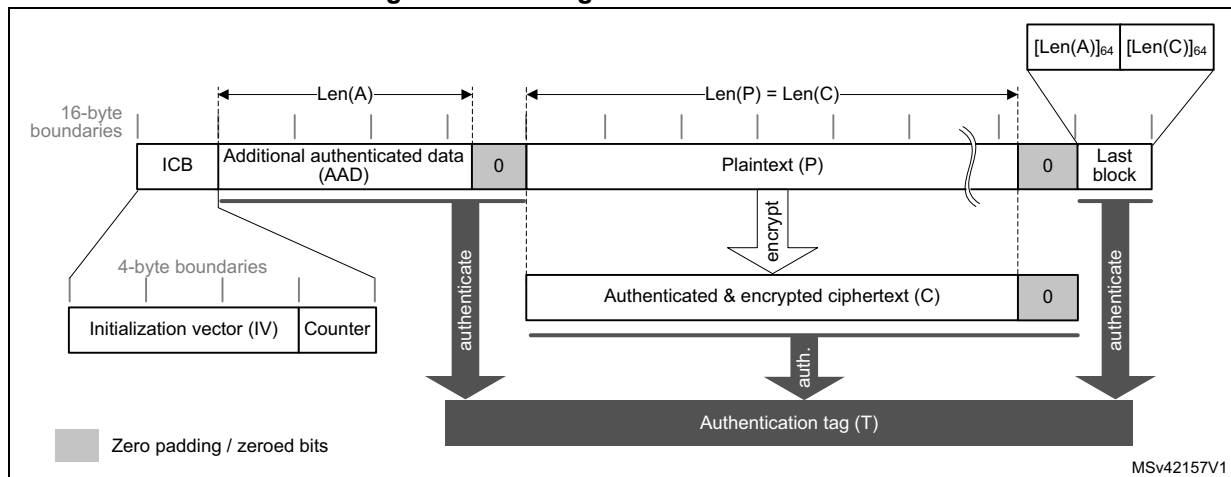 [Len(A)]64 [Len(C)]64
Len(A)
Len(P) = Len(C)
16-byte
boundaries
ICB
Additional authenticated data
(AAD)
0
Plaintext (P)
0
Last
block
encrypt
4-byte boundaries
authenticate
authenticate
Initialization vector (IV)
Counter
Authenticated & encrypted ciphertext (C)
0
auth.
Authentication tag (T)
Zero padding / zeroed bits
MSv42157V1